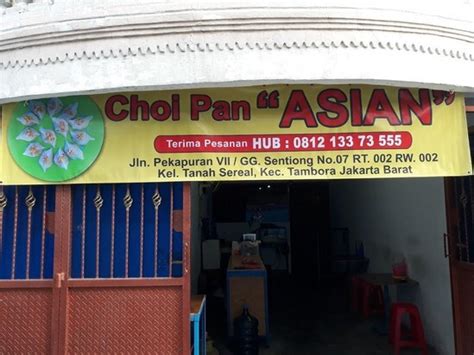 Choi Pan "ASIAN"
Terima Pesanan HUB : 0812 133 73 555
Jln. Pekapuran VII / GG. Sentiong No.07 RT. 002 RW. 002
Kel. Tanah Sereal, Kec. Tambora Jakarta Barat